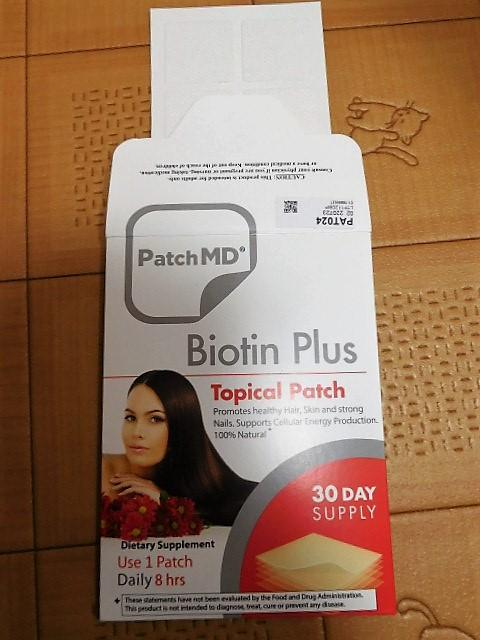 CAUTION: This product is intended for adults only.
Consult your physician if you if pregnant or nursing, taking medication,
or have a medical condition. Keep out of the reach of children.
PAT024
02 220723
PatchMD®
Biotin Plus
Topical Patch
Promotes healthy Hair, Skin and strong
Nails. Supports Cellular Energy Production.
100% Natural*
30 DAY
SUPPLY
Dietary Supplement
Use 1 Patch
Daily 8 hrs
These statements have not been evaluated by the Food and Drug Administration.
This product is not intended to diagnose, treat, cure or prevent any disease.